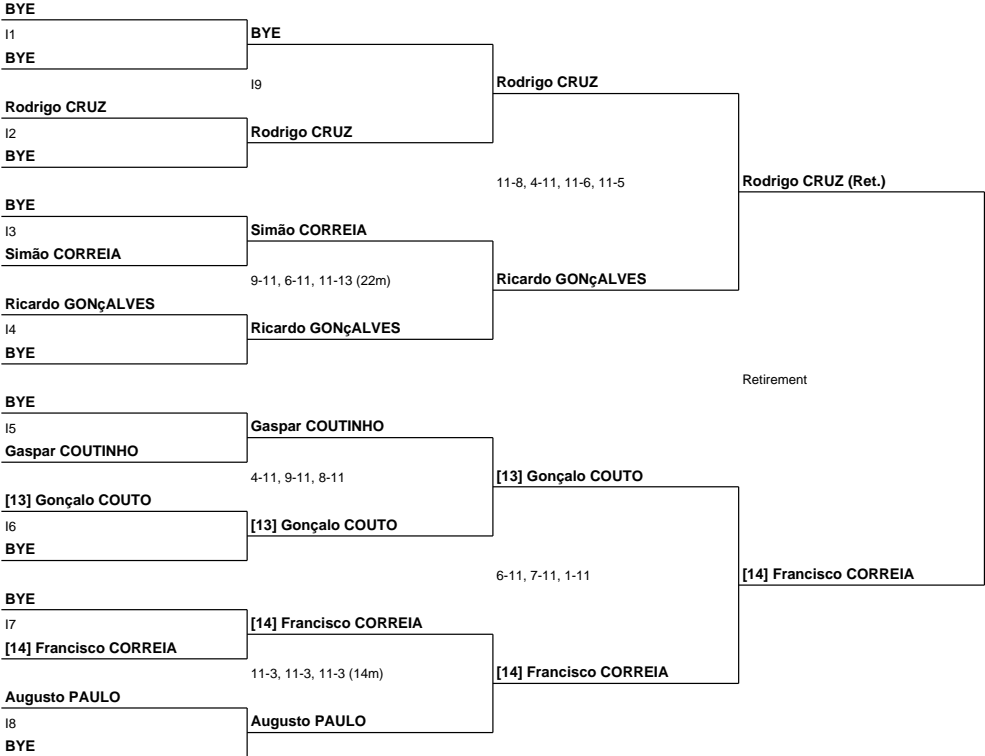 BYE
I1
BYE
BYE
I9
Rodrigo CRUZ
Rodrigo CRUZ
I2
Rodrigo CRUZ
BYE
11-8, 4-11, 11-6, 11-5
Rodrigo CRUZ (Ret.)
BYE
I3
Simão CORREIA
Simão CORREIA
9-11, 6-11, 11-13 (22m)
Ricardo GONçALVES
Ricardo GONçALVES
I4
Ricardo GONçALVES
BYE
Retirement
BYE
I5
Gaspar COUTINHO
Gaspar COUTINHO
4-11, 9-11, 8-11
[13] Gonçalo COUTO
[13] Gonçalo COUTO
I6
[13] Gonçalo COUTO
BYE
6-11, 7-11, 1-11
[14] Francisco CORREIA
BYE
I7
[14] Francisco CORREIA
[14] Francisco CORREIA
11-3, 11-3, 11-3 (14m)
[14] Francisco CORREIA
Augusto PAULO
I8
Augusto PAULO
BYE